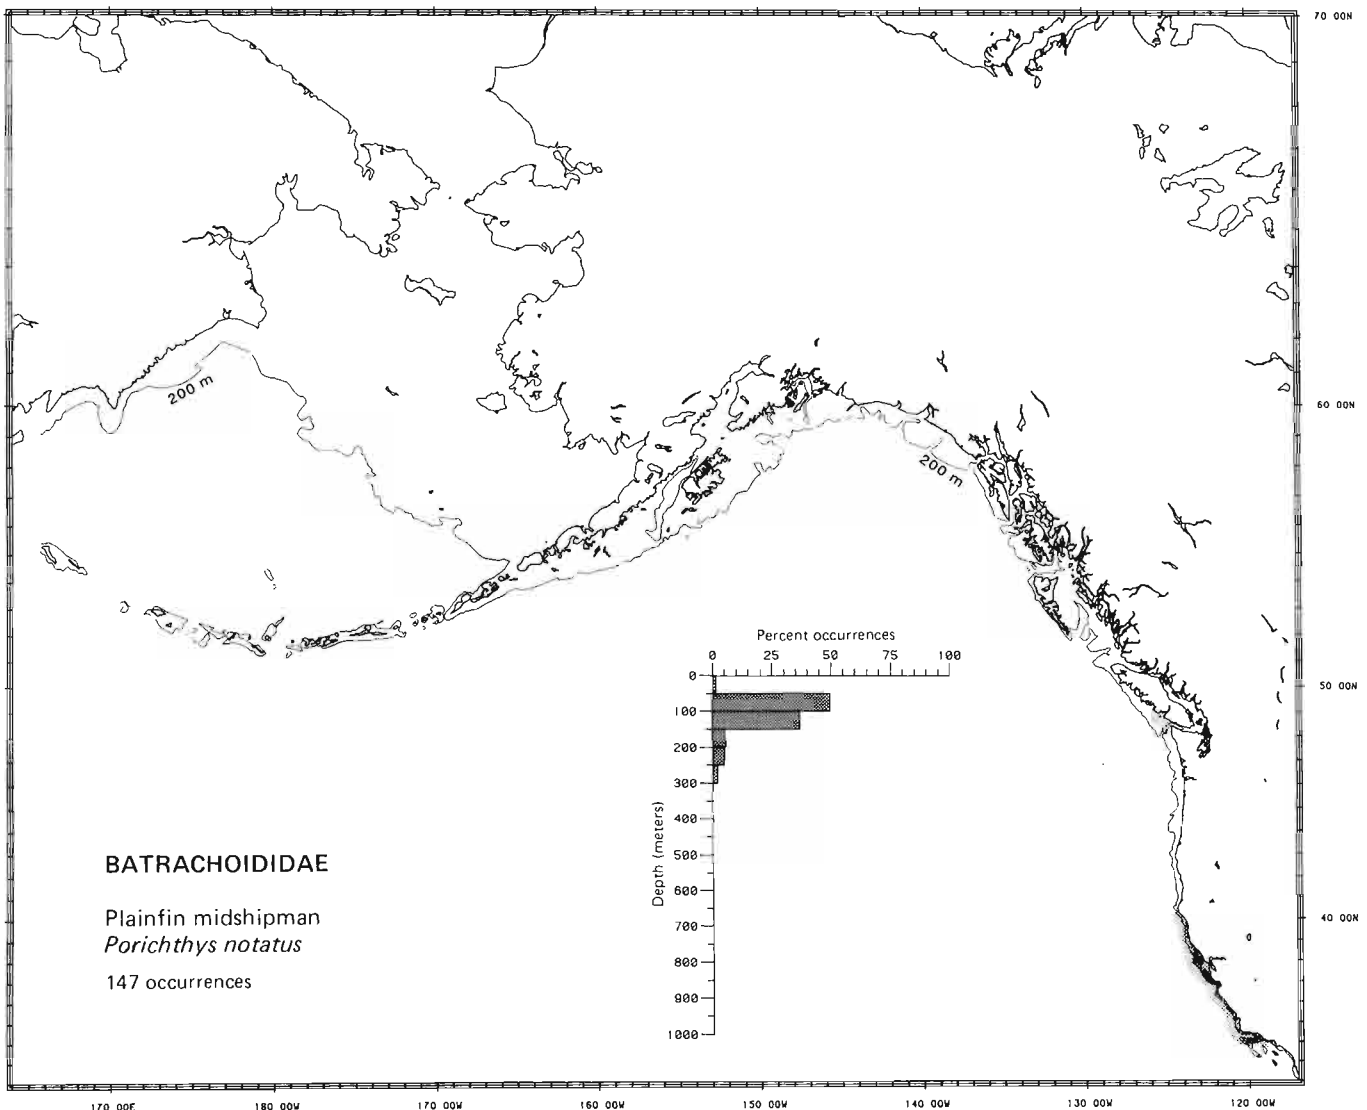 70 00N
200 m
60 00N
200 m
Percent occurrences
0 25 50 75 100
50 00N
0
100
200
300
400
500
600
700
800
900
1000
Depth (meters)
40 00N
BATRACHOIDIDAE
Plainfin midshipman
Porichthys notatus
147 occurrences
170 00E 180 00W 170 00W 160 00W 150 00W 140 00W 130 00W 120 00W